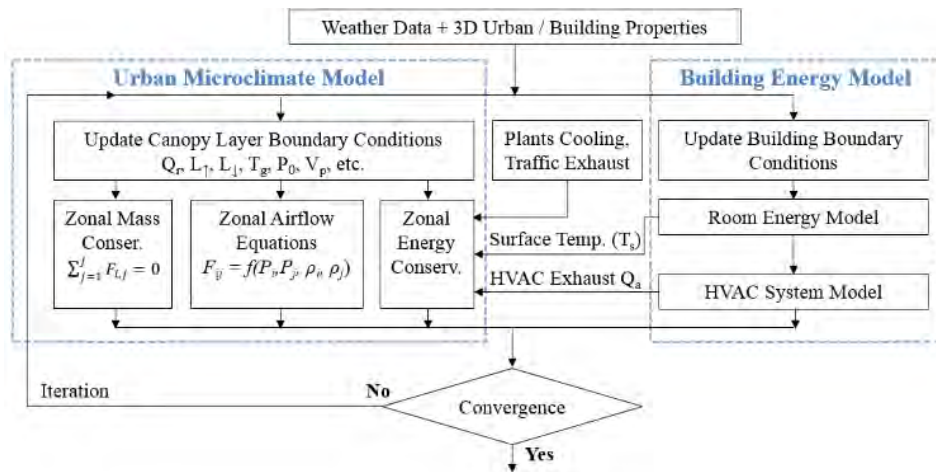 Weather Data + 3D Urban / Building Properties
Urban Microclimate Model
Building Energy Model
Update Canopy Layer Boundary Conditions
Qᵣ, L↑, L↓, T_g, P₀, Vₚ, etc.
Plants Cooling,
Traffic Exhaust
Update Building Boundary
Conditions
Zonal Mass
Conser.
∑ʲⱼ₌₁ Fᵢ,ⱼ = 0
Zonal Airflow
Equations
Fᵢⱼ = f(Pᵢ, Pⱼ, ρᵢ, ρⱼ)
Zonal
Energy
Conserv.
Surface Temp. (Tₛ)
Room Energy Model
HVAC Exhaust Qₐ
HVAC System Model
Iteration
No
Convergence
Yes